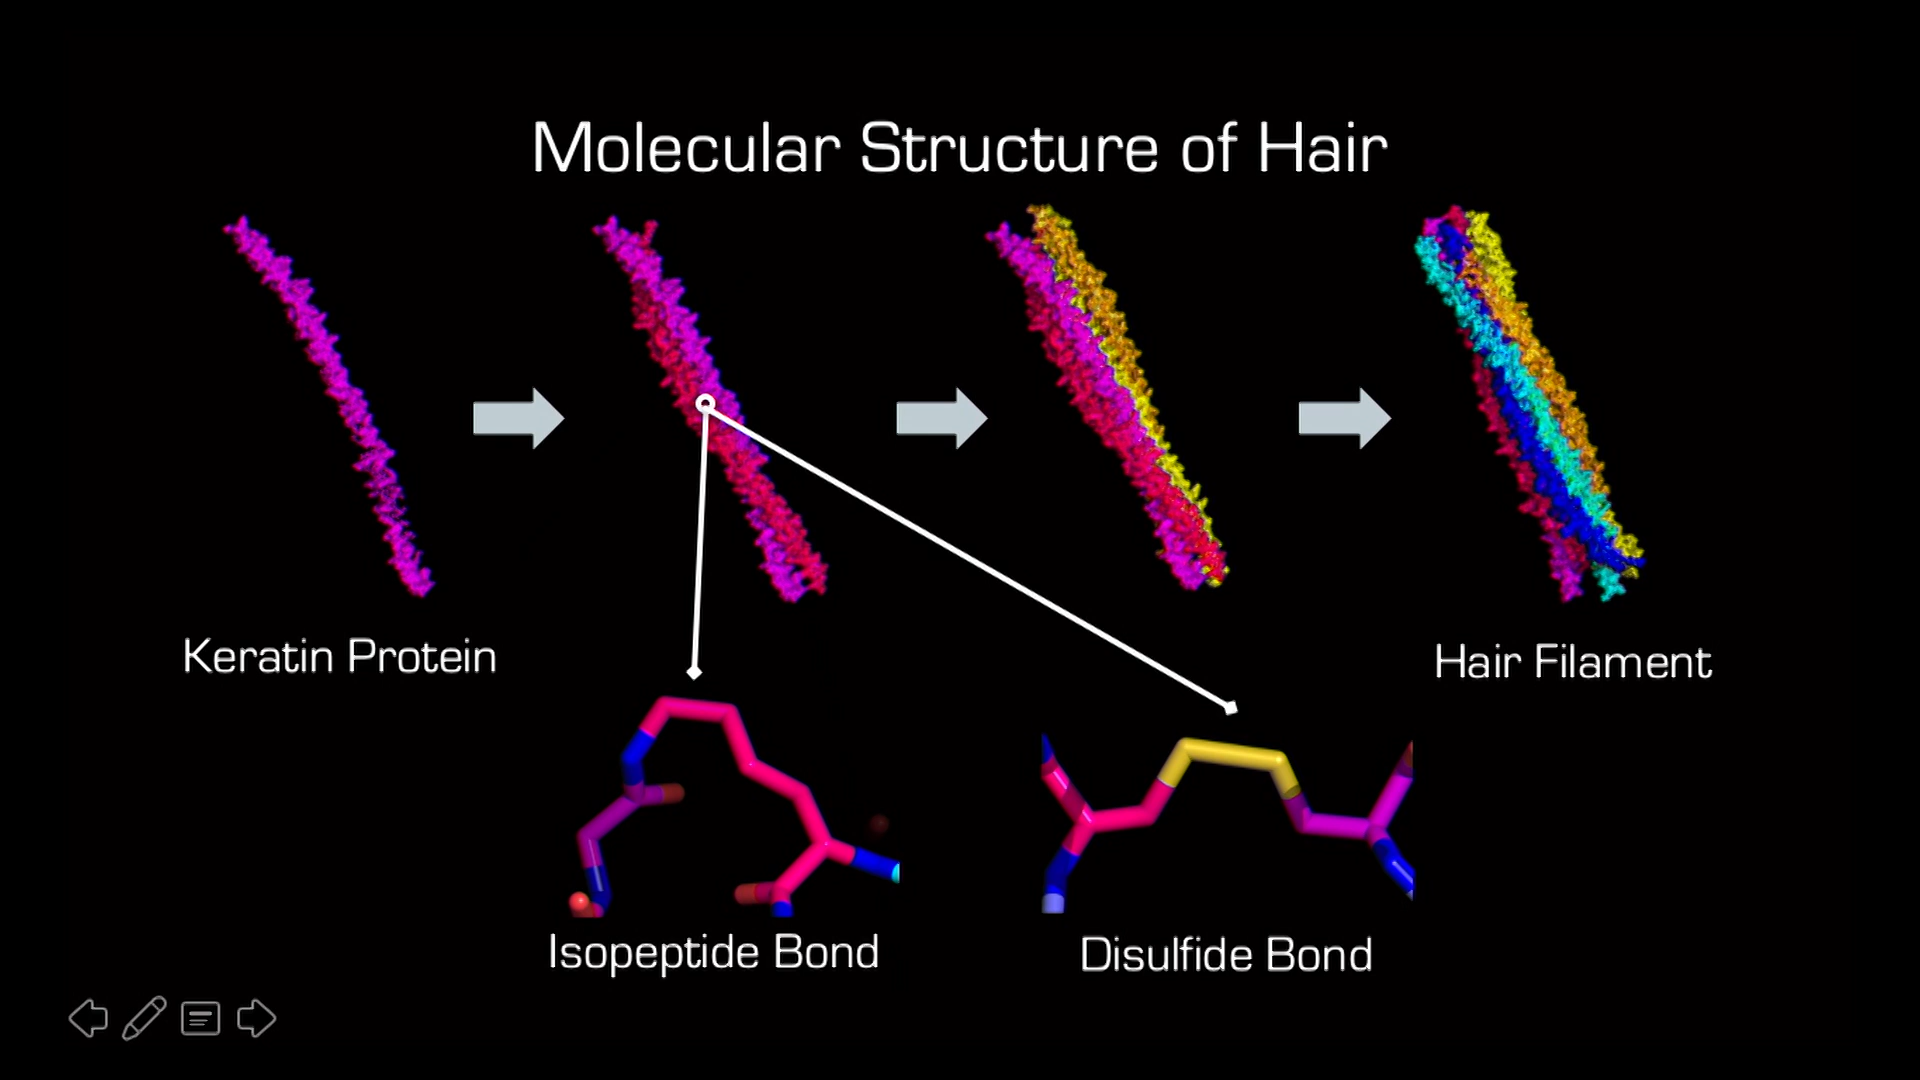 Molecular Structure of Hair
Keratin Protein
Hair Filament
Isopeptide Bond
Disulfide Bond